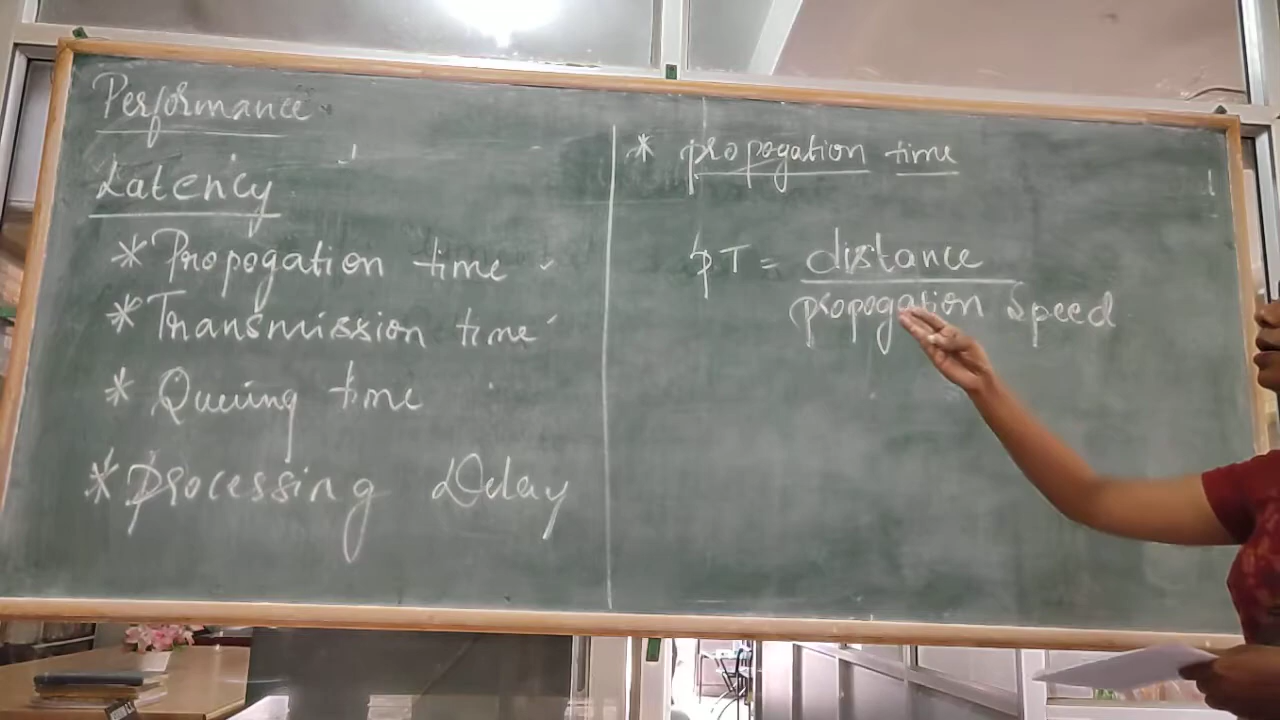 Performance
Latency
* Propogation time
* Transmission time
* Queuing time
* processing Delay
* propogation time
pT = distance
propogation Speed